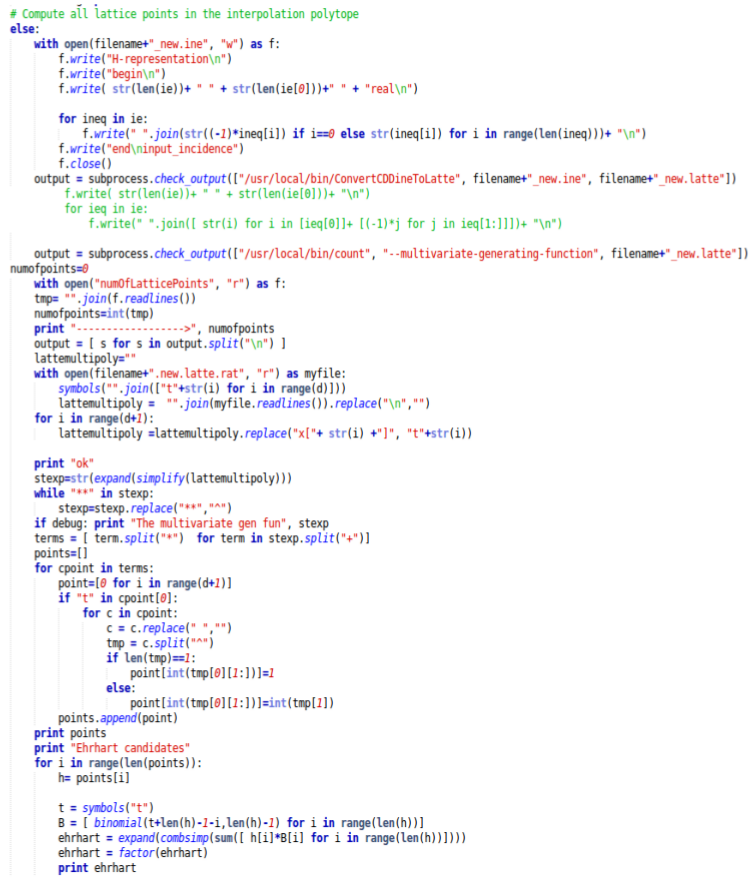 # Compute all lattice points in the interpolation polytope
else:
    with open(filename+"_new.ine", "w") as f:
        f.write("H-representation\n")
        f.write("begin\n")
        f.write( str(len(ie))+ " " + str(len(ie[0]))+" " + "real\n")

        for ineq in ie:
            f.write(" ".join(str((-1)*ineq[i]) if i==0 else str(ineq[i]) for i in range(len(ineq)))+ "\n")
        f.write("end\ninput_incidence")
        f.close()
    output = subprocess.check_output(["/usr/local/bin/ConvertCDDineToLatte", filename+"_new.ine", filename+"_new.latte"])
         f.write( str(len(ie))+ " " + str(len(ie[0]))+ "\n")
         for ieq in ie:
             f.write(" ".join([ str(i) for i in [ieq[0]]+ [(-1)*j for j in ieq[1:]]])+ "\n")

    output = subprocess.check_output(["/usr/local/bin/count", "--multivariate-generating-function", filename+"_new.latte"])
numofpoints=0
    with open("numOfLatticePoints", "r") as f:
    tmp= "".join(f.readlines())
    numofpoints=int(tmp)
    print "------------------>", numofpoints
    output = [ s for s in output.split("\n") ]
    lattemultipoly=""
    with open(filename+".new.latte.rat", "r") as myfile:
        symbols("".join(["t"+str(i) for i in range(d)]))
        lattemultipoly =  "".join(myfile.readlines()).replace("\n","")
    for i in range(d+1):
        lattemultipoly =lattemultipoly.replace("x["+ str(i) +"]", "t"+str(i))

    print "ok"
    stexp=str(expand(simplify(lattemultipoly)))
    while "**" in stexp:
        stexp=stexp.replace("**","^")
    if debug: print "The multivariate gen fun", stexp
    terms = [ term.split("*")  for term in stexp.split("+")]
    points=[]
    for cpoint in terms:
        point=[0 for i in range(d+1)]
        if "t" in cpoint[0]:
            for c in cpoint:
                c = c.replace(" ","")
                tmp = c.split("^")
                if len(tmp)==1:
                    point[int(tmp[0][1:])]=1
                else:
                    point[int(tmp[0][1:])]=int(tmp[1])
        points.append(point)
    print points
    print "Ehrhart candidates"
    for i in range(len(points)):
        h= points[i]

        t = symbols("t")
        B = [ binomial(t+len(h)-1-i,len(h)-1) for i in range(len(h))]
        ehrhart = expand(combsimp(sum([ h[i]*B[i] for i in range(len(h))])))
        ehrhart = factor(ehrhart)
        print ehrhart